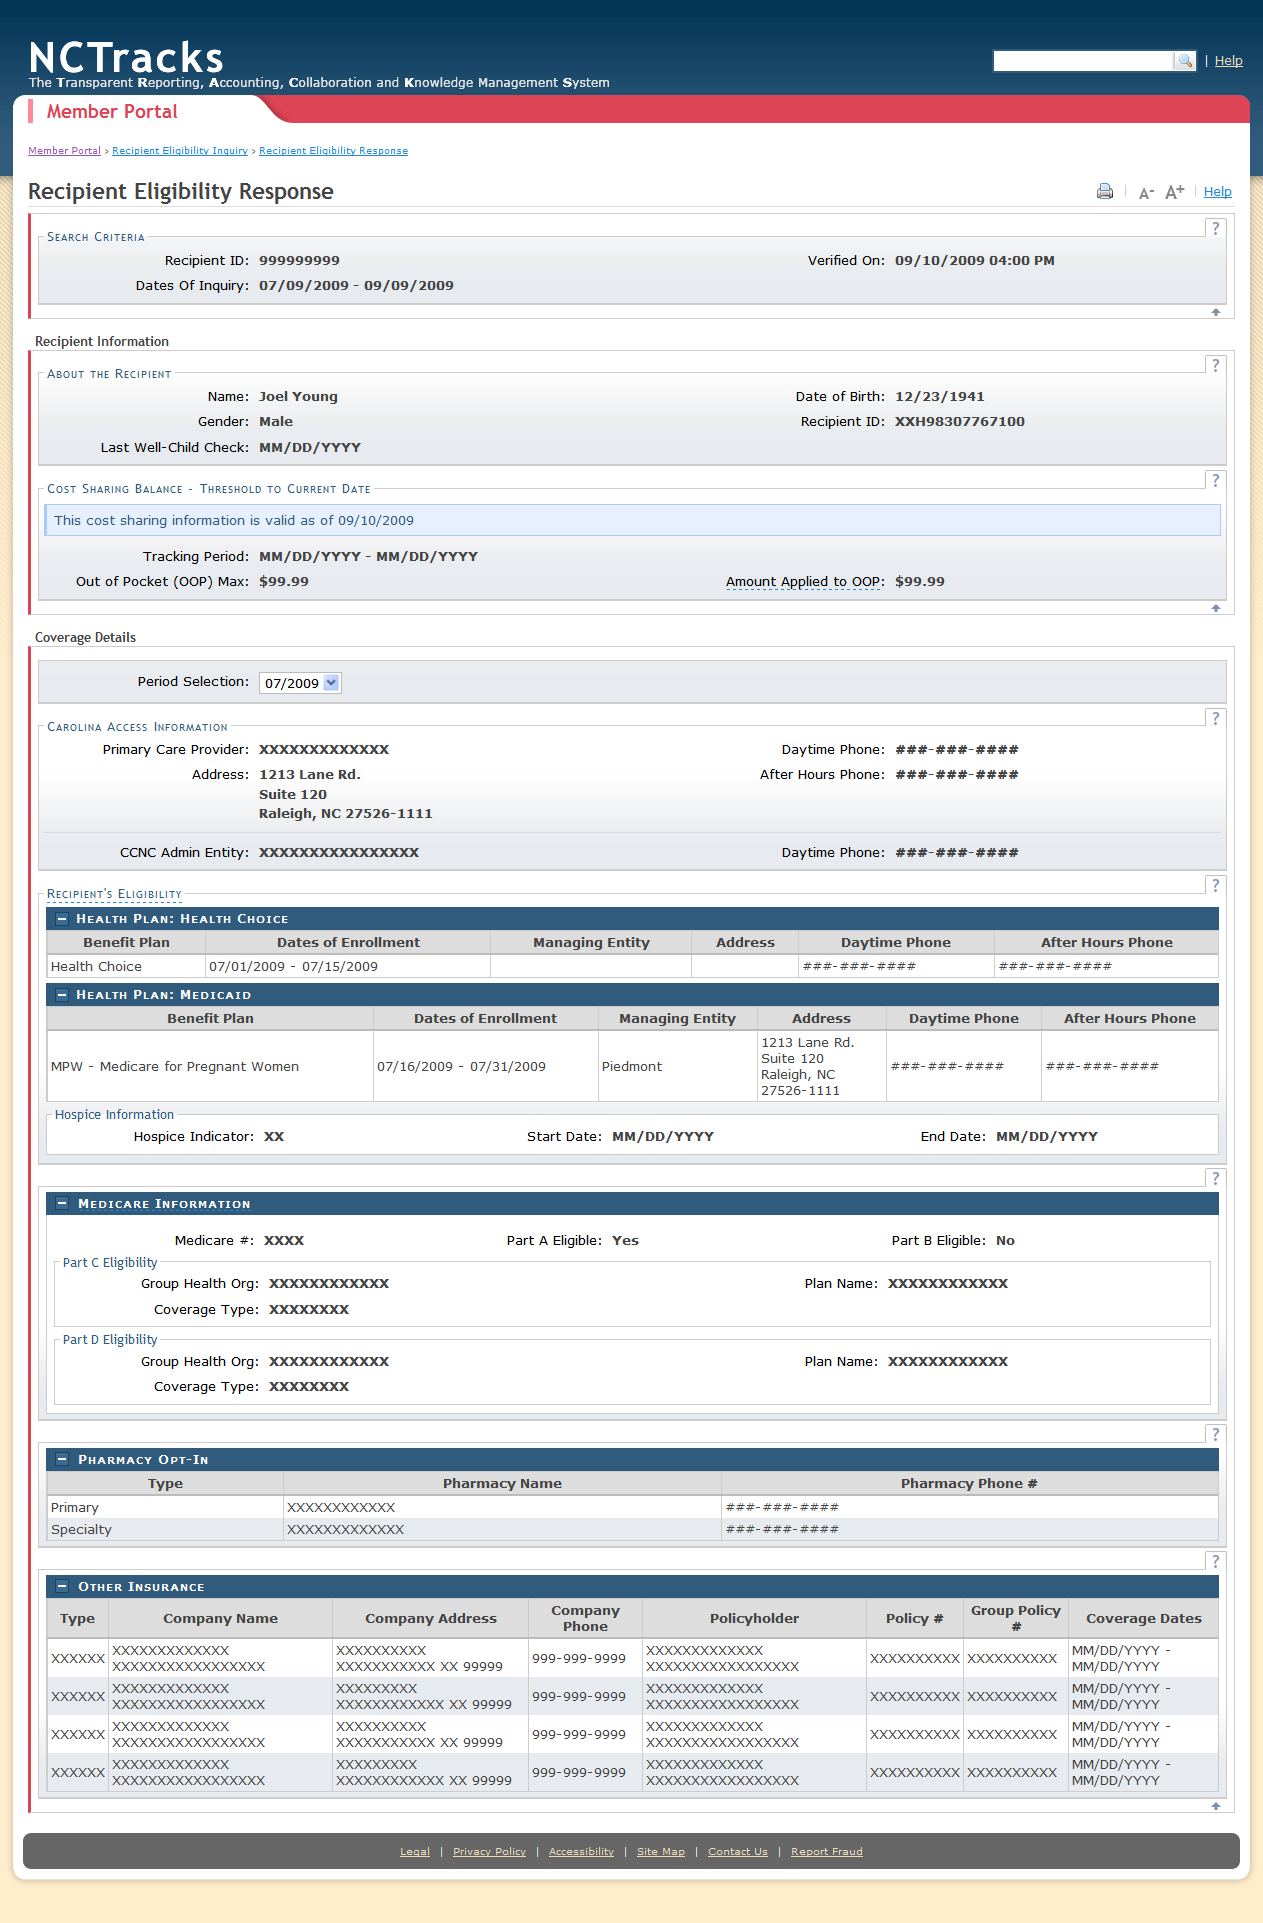 NCTracks
The Transparent Reporting, Accounting, Collaboration and Knowledge Management System
| Help
Member Portal
Member Portal > Recipient Eligibility Inquiry > Recipient Eligibility Response
Recipient Eligibility Response
A- A+ | Help
Search Criteria ?
Recipient ID: 999999999 Verified On: 09/10/2009 04:00 PM
Dates Of Inquiry: 07/09/2009 - 09/09/2009
Recipient Information
About the Recipient ?
Name: Joel Young Date of Birth: 12/23/1941
Gender: Male Recipient ID: XXH98307767100
Last Well-Child Check: MM/DD/YYYY
Cost Sharing Balance - Threshold to Current Date ?
This cost sharing information is valid as of 09/10/2009
Tracking Period: MM/DD/YYYY - MM/DD/YYYY
Out of Pocket (OOP) Max: $99.99 Amount Applied to OOP: $99.99
Coverage Details
Period Selection: 07/2009
Carolina Access Information ?
Primary Care Provider: XXXXXXXXXXXXX Daytime Phone: ###-###-####
Address: 1213 Lane Rd. After Hours Phone: ###-###-####
Suite 120
Raleigh, NC 27526-1111
CCNC Admin Entity: XXXXXXXXXXXXXXXX Daytime Phone: ###-###-####
Recipient's Eligibility ?
Health Plan: Health Choice
Benefit Plan Dates of Enrollment Managing Entity Address Daytime Phone After Hours Phone
Health Choice 07/01/2009 - 07/15/2009 ###-###-#### ###-###-####
Health Plan: Medicaid
Benefit Plan Dates of Enrollment Managing Entity Address Daytime Phone After Hours Phone
MPW - Medicare for Pregnant Women 07/16/2009 - 07/31/2009 Piedmont 1213 Lane Rd. Suite 120 Raleigh, NC 27526-1111 ###-###-#### ###-###-####
Hospice Information
Hospice Indicator: XX Start Date: MM/DD/YYYY End Date: MM/DD/YYYY
?
Medicare Information
Medicare #: XXXX Part A Eligible: Yes Part B Eligible: No
Part C Eligibility
Group Health Org: XXXXXXXXXXXX Plan Name: XXXXXXXXXXXX
Coverage Type: XXXXXXXX
Part D Eligibility
Group Health Org: XXXXXXXXXXXX Plan Name: XXXXXXXXXXXX
Coverage Type: XXXXXXXX
?
Pharmacy Opt-In
Type Pharmacy Name Pharmacy Phone #
Primary XXXXXXXXXXXX ###-###-####
Specialty XXXXXXXXXXXXX ###-###-####
?
Other Insurance
Type Company Name Company Address Company Phone Policyholder Policy # Group Policy # Coverage Dates
XXXXXX XXXXXXXXXXXXX XXXXXXXXXXXXXXXXX XXXXXXXXXX XXXXXXXXXXX XX 99999 999-999-9999 XXXXXXXXXXXXX XXXXXXXXXXXXXXXXX XXXXXXXXXX XXXXXXXXXX MM/DD/YYYY - MM/DD/YYYY
XXXXXX XXXXXXXXXXXXX XXXXXXXXXXXXXXXXX XXXXXXXXX XXXXXXXXXXXX XX 99999 999-999-9999 XXXXXXXXXXXXX XXXXXXXXXXXXXXXXX XXXXXXXXXX XXXXXXXXXX MM/DD/YYYY - MM/DD/YYYY
XXXXXX XXXXXXXXXXXXX XXXXXXXXXXXXXXXXX XXXXXXXXXX XXXXXXXXXXX XX 99999 999-999-9999 XXXXXXXXXXXXX XXXXXXXXXXXXXXXXX XXXXXXXXXX XXXXXXXXXX MM/DD/YYYY - MM/DD/YYYY
XXXXXX XXXXXXXXXXXXX XXXXXXXXXXXXXXXXX XXXXXXXXX XXXXXXXXXXXX XX 99999 999-999-9999 XXXXXXXXXXXXX XXXXXXXXXXXXXXXXX XXXXXXXXXX XXXXXXXXXX MM/DD/YYYY - MM/DD/YYYY
Legal | Privacy Policy | Accessibility | Site Map | Contact Us | Report Fraud